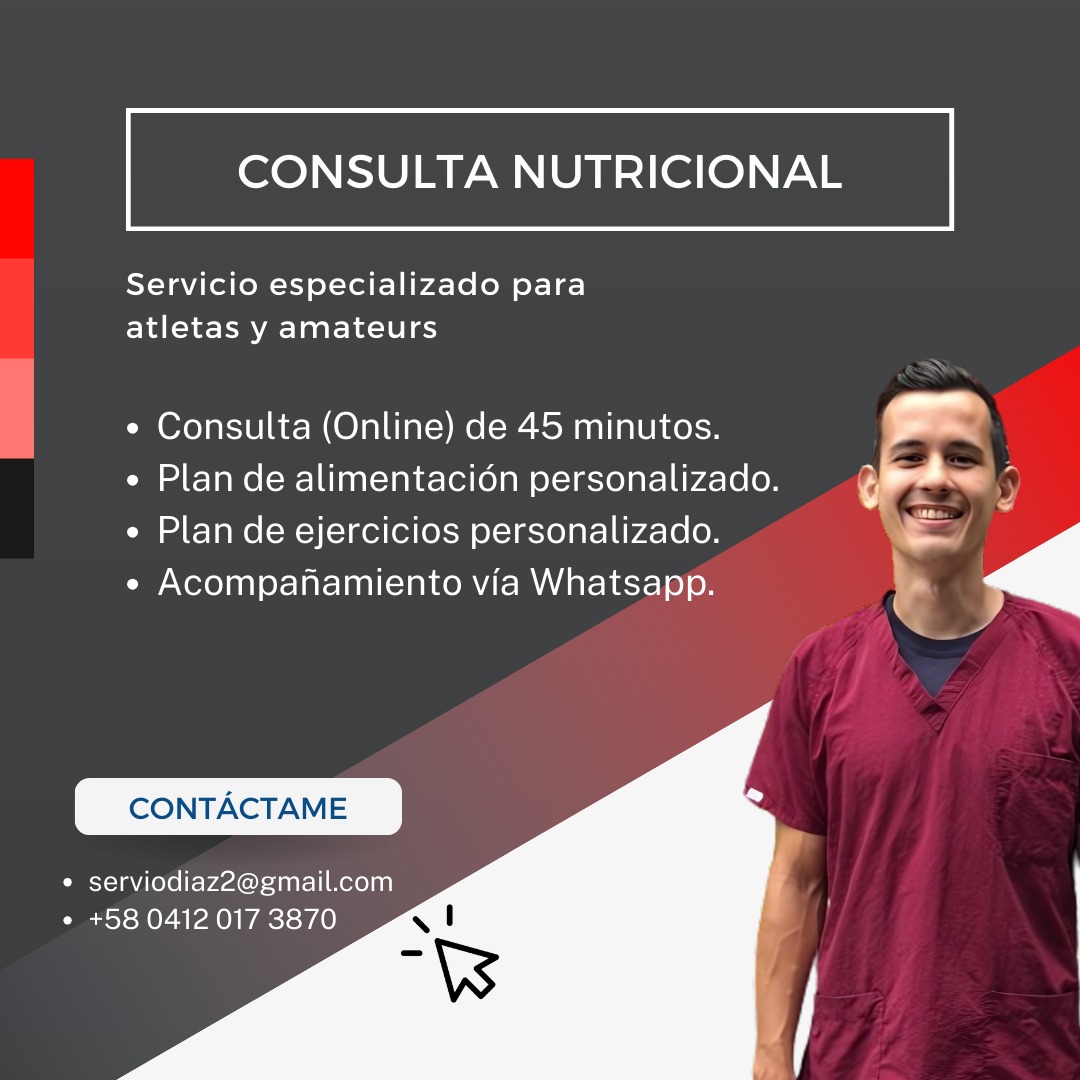 CONSULTA NUTRICIONAL
Servicio especializado para
atletas y amateurs
• Consulta (Online) de 45 minutos.
• Plan de alimentación personalizado.
• Plan de ejercicios personalizado.
• Acompañamiento vía Whatsapp.
CONTÁCTAME
• serviodiaz2@gmail.com
• +58 0412 017 3870